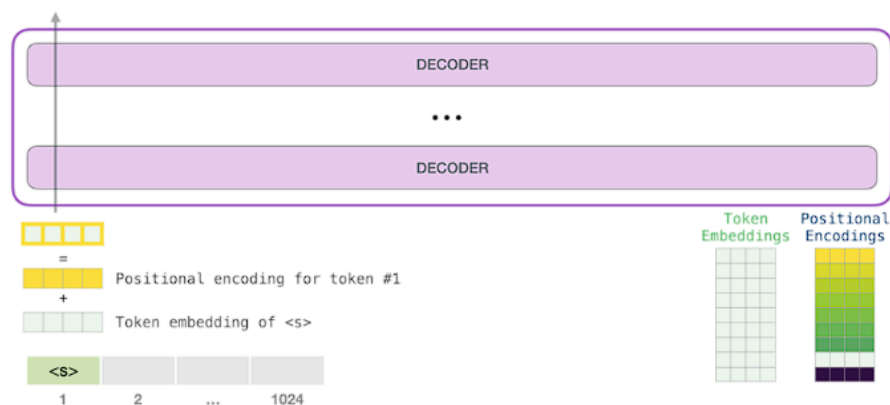 DECODER
...
DECODER
Token Embeddings
Positional Encodings
=
Positional encoding for token #1
+
Token embedding of <s>
<s>
1 2 ... 1024